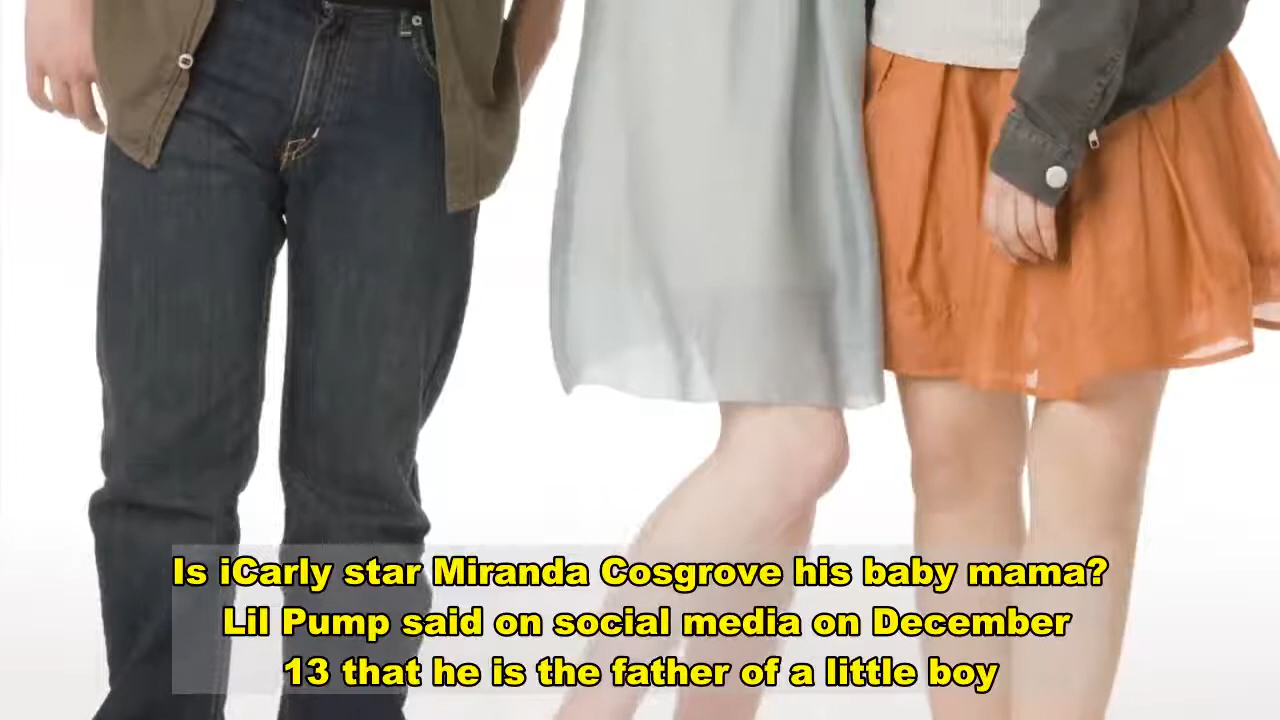 Is iCarly star Miranda Cosgrove his baby mama?
Lil Pump said on social media on December
13 that he is the father of a little boy